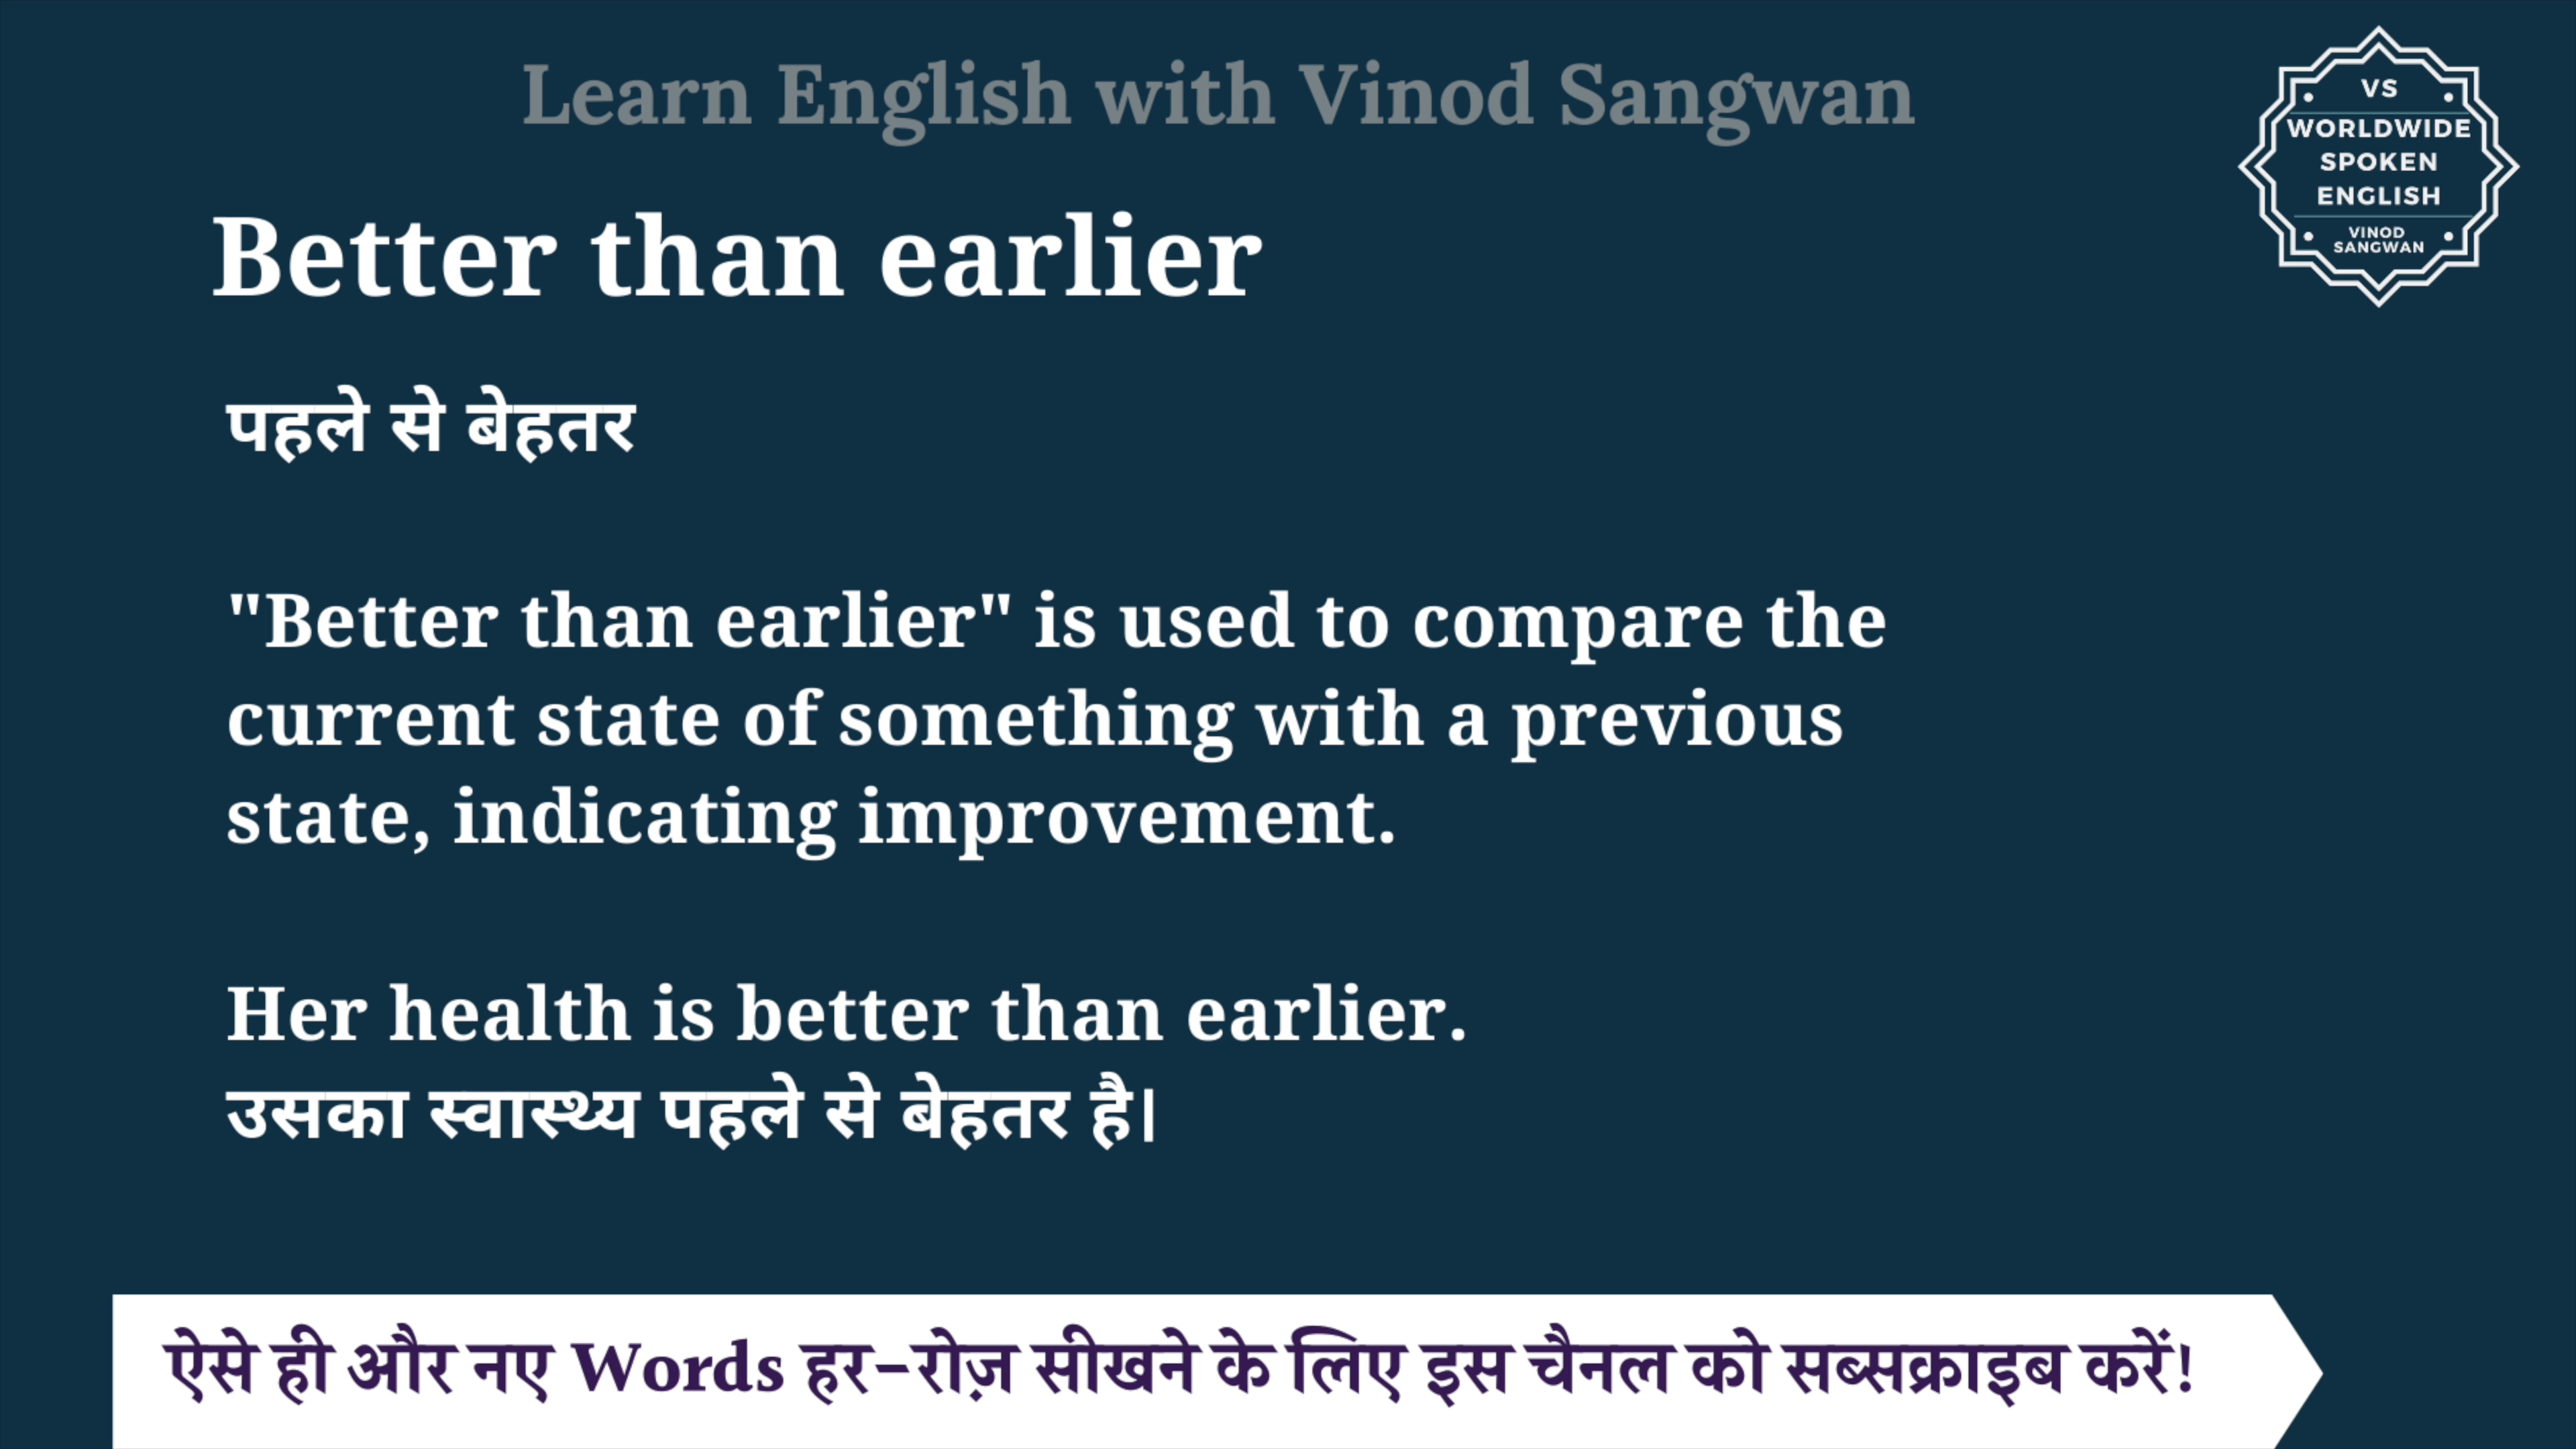 Learn English with Vinod Sangwan
VS
WORLDWIDE
SPOKEN
ENGLISH
VINOD
SANGWAN
Better than earlier
पहले से बेहतर
"Better than earlier" is used to compare the
current state of something with a previous
state, indicating improvement.
Her health is better than earlier.
उसका स्वास्थ्य पहले से बेहतर है।
ऐसे ही और नए Words हर-रोज़ सीखने के लिए इस चैनल को सब्सक्राइब करें!